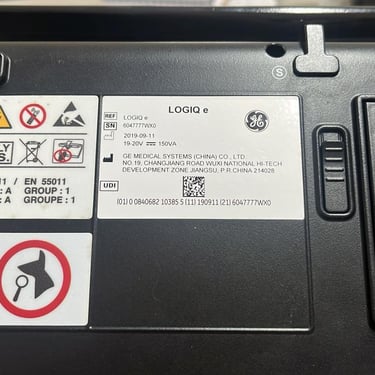 LOGIQ e
REF LOGIQ e
SN 6047777WX0
2019-09-11
19-20V 150VA
GE MEDICAL SYSTEMS (CHINA) CO., LTD.
NO. 19, CHANGJIANG ROAD WUXI NATIONAL HI-TECH
DEVELOPMENT ZONE JIANGSU, P.R.CHINA 214028
UDI
(01) 0 0840682 10385 5 (11) 190911 (21) 6047777WX0
S
GE
11 / EN 55011
: A GROUP : 1
: A GROUPE : 1